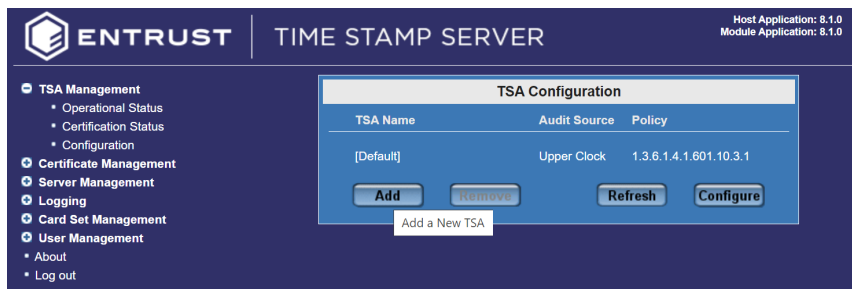 ENTRUST
TIME STAMP SERVER
Host Application: 8.1.0
Module Application: 8.1.0
TSA Management
Operational Status
Certification Status
Configuration
Certificate Management
Server Management
Logging
Card Set Management
User Management
About
Log out
TSA Configuration
TSA Name Audit Source Policy
[Default] Upper Clock 1.3.6.1.4.1.601.10.3.1
Add Remove Refresh Configure
Add a New TSA